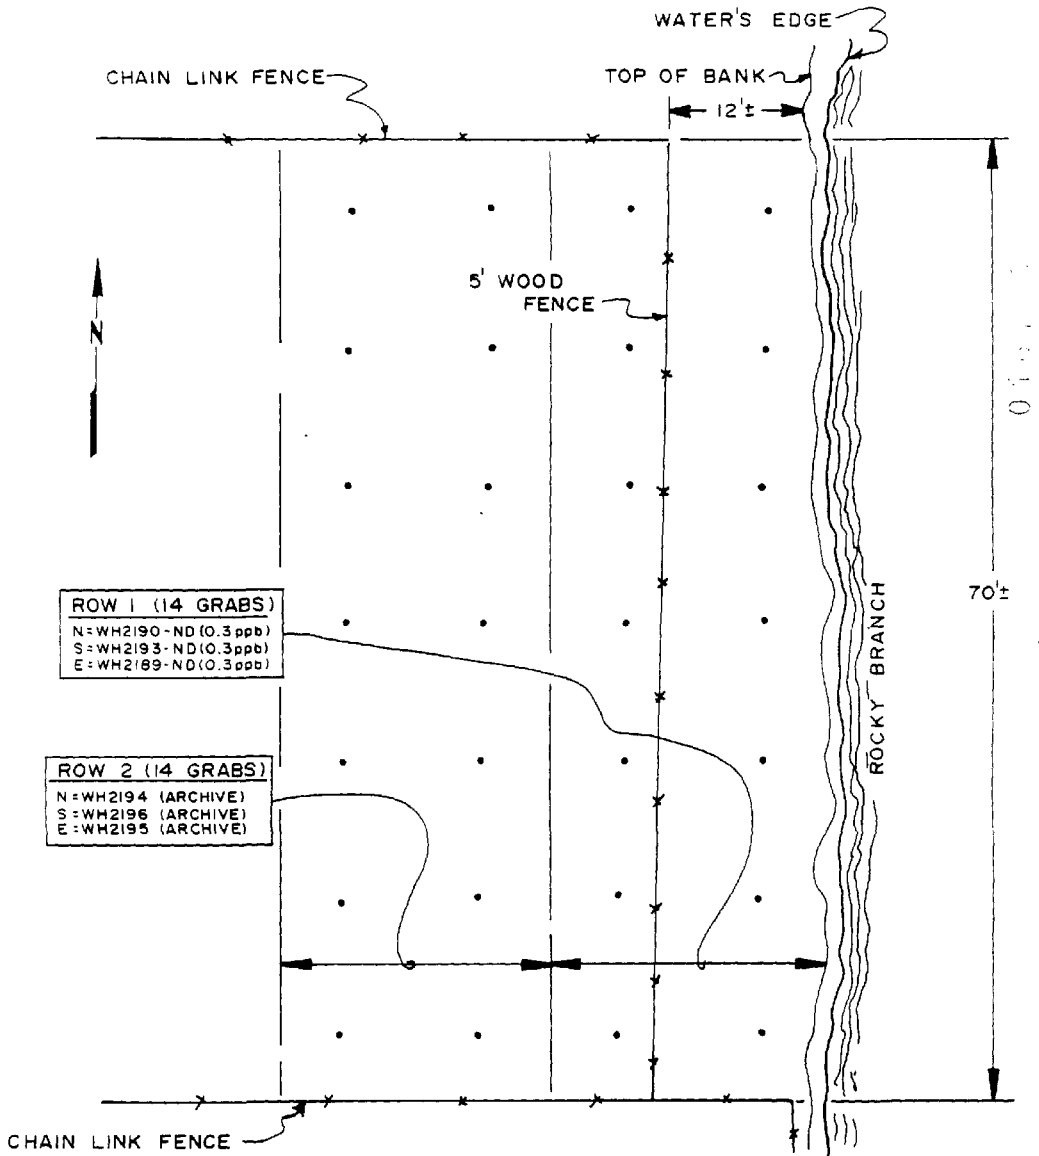 WATER'S EDGE
CHAIN LINK FENCE
TOP OF BANK
12'±
5' WOOD
FENCE
N
70'±
ROW 1 (14 GRABS)
N=WH2190-ND(0.3ppb)
S=WH2193-ND(0.3ppb)
E=WH2189-ND(0.3ppb)
ROCKY BRANCH
ROW 2 (14 GRABS)
N=WH2194 (ARCHIVE)
S=WH2196 (ARCHIVE)
E=WH2195 (ARCHIVE)
CHAIN LINK FENCE